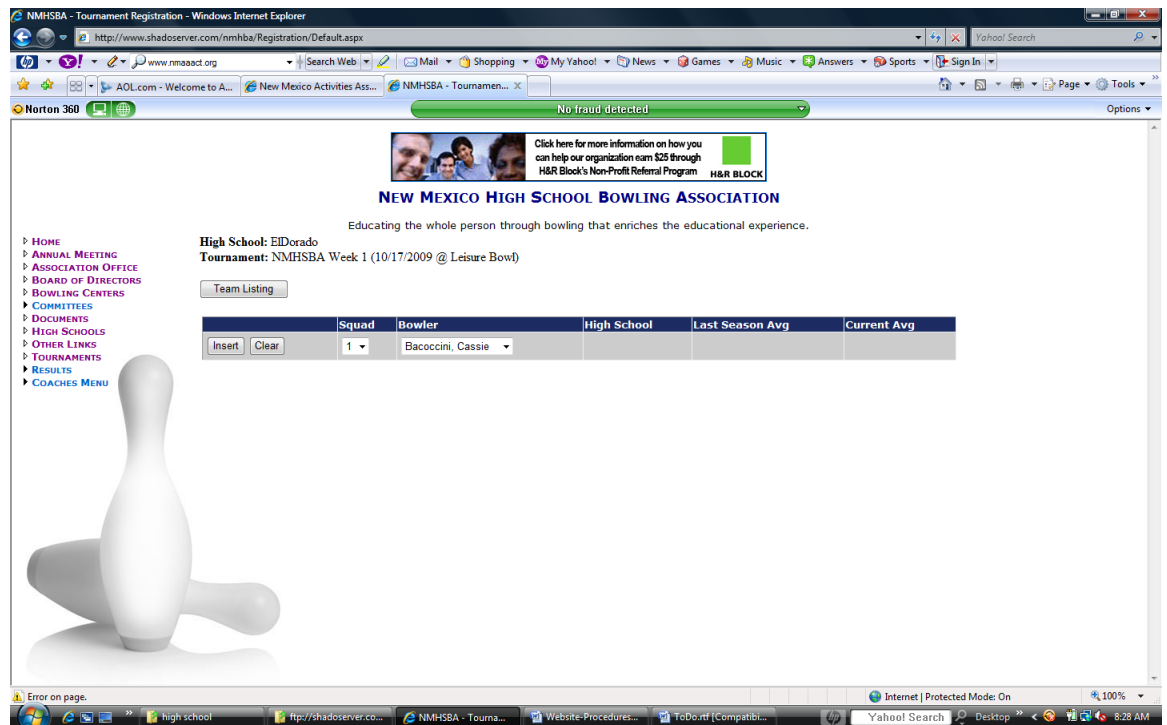 NMHSBA - Tournament Registration - Windows Internet Explorer
http://www.shadoserver.com/nmhba/Registration/Default.aspx
Yahoo! Search
www.nmaaact.org
Search Web
Mail
Shopping
My Yahoo!
News
Games
Music
Answers
Sports
Sign In
AOL.com - Welcome to A...
New Mexico Activities Ass...
NMHSBA - Tournamen...
Page
Tools
Norton 360
No fraud detected
Options
Click here for more information on how you
can help our organization earn $25 through
H&R Block's Non-Profit Referral Program
H&R BLOCK
NEW MEXICO HIGH SCHOOL BOWLING ASSOCIATION
Educating the whole person through bowling that enriches the educational experience.
HOME
ANNUAL MEETING
ASSOCIATION OFFICE
BOARD OF DIRECTORS
BOWLING CENTERS
COMMITTEES
DOCUMENTS
HIGH SCHOOLS
OTHER LINKS
TOURNAMENTS
RESULTS
COACHES MENU
High School: ElDorado
Tournament: NMHSBA Week 1 (10/17/2009 @ Leisure Bowl)
Team Listing
Squad Bowler High School Last Season Avg Current Avg
Insert Clear 1 Bacoccini, Cassie
Error on page.
Internet | Protected Mode: On
100%
high school
ftp://shadoserver.co...
NMHSBA - Tourna...
Website-Procedures...
ToDo.rtf [Compatibi...
hp
Yahoo! Search
Desktop
8:28 AM